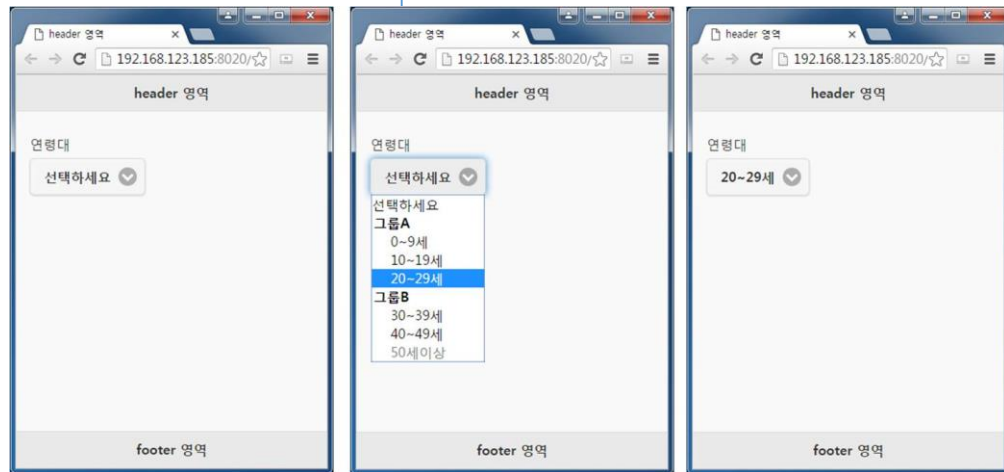 header 영역
192.168.123.185:8020/
header 영역
연령대
선택하세요
footer 영역
header 영역
192.168.123.185:8020/
header 영역
연령대
선택하세요
선택하세요
그룹A
0~9세
10~19세
20~29세
그룹B
30~39세
40~49세
50세이상
footer 영역
header 영역
192.168.123.185:8020/
header 영역
연령대
20~29세
footer 영역